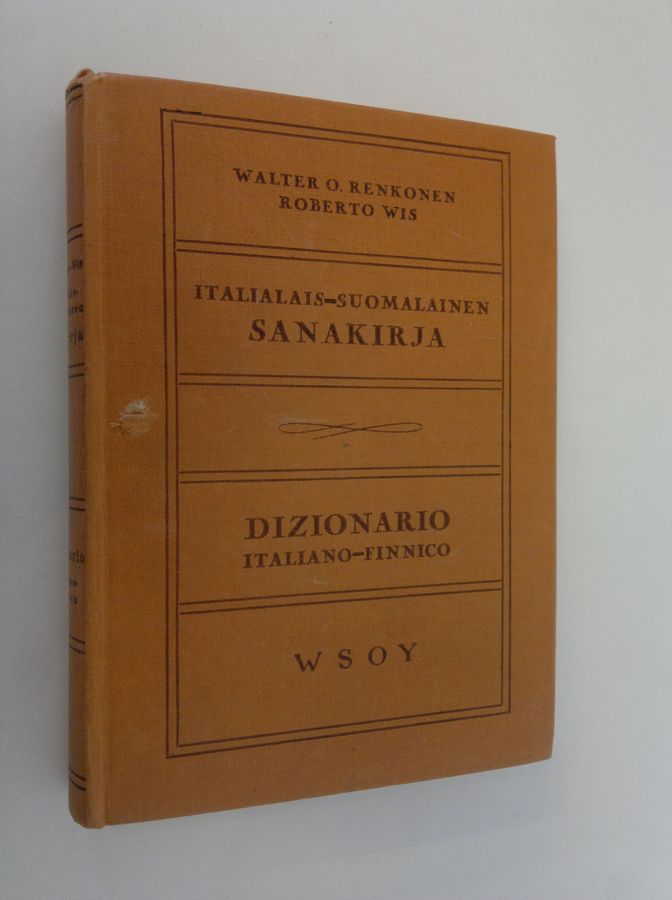 WALTER O. RENKONEN
ROBERTO WIS
ITALIALAIS-SUOMALAINEN
SANAKIRJA
DIZIONARIO
ITALIANO-FINNICO
WSOY